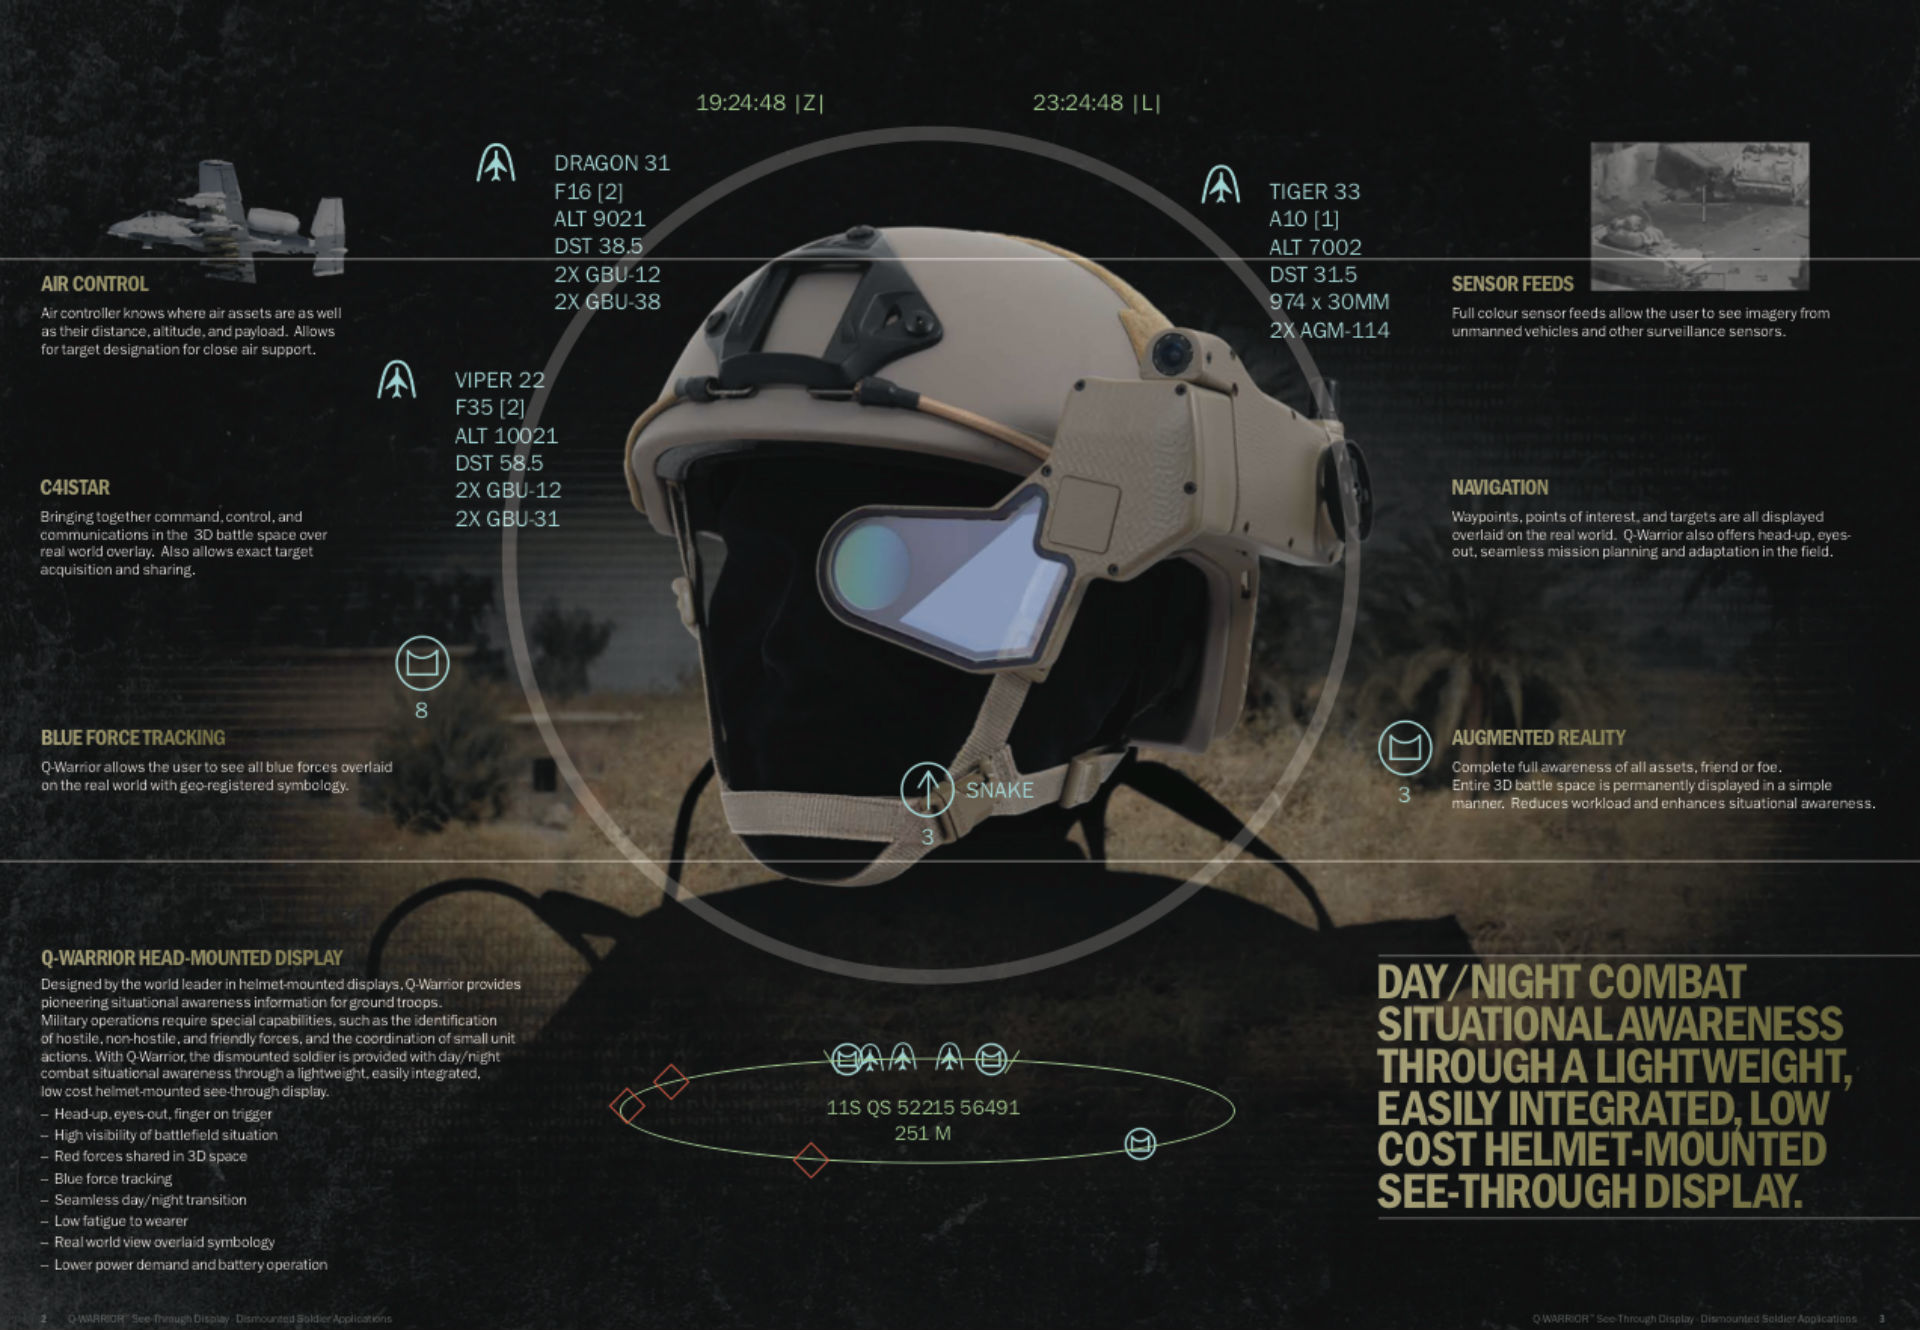 19:24:48 |Z|
23:24:48 |L|
DRAGON 31
F16 [2]
ALT 9021
DST 38.5
2X GBU-12
2X GBU-38
TIGER 33
A10 [1]
ALT 7002
DST 31.5
974 x 30MM
2X AGM-114
AIR CONTROL
Air controller knows where air assets are as well
as their distance, altitude, and payload. Allows
for target designation for close air support.
SENSOR FEEDS
Full colour sensor feeds allow the user to see imagery from
unmanned vehicles and other surveillance sensors.
VIPER 22
F35 [2]
ALT 10021
DST 58.5
2X GBU-12
2X GBU-31
C4ISTAR
Bringing together command, control, and
communications in the 3D battle space over
real world overlay. Also allows exact target
acquisition and sharing.
NAVIGATION
Waypoints, points of interest, and targets are all displayed
overlaid on the real world. Q-Warrior also offers head-up, eyes-
out, seamless mission planning and adaptation in the field.
8
BLUE FORCE TRACKING
Q-Warrior allows the user to see all blue forces overlaid
on the real world with geo-registered symbology.
SNAKE
3
3
AUGMENTED REALITY
Complete full awareness of all assets, friend or foe.
Entire 3D battle space is permanently displayed in a simple
manner. Reduces workload and enhances situational awareness.
Q-WARRIOR HEAD-MOUNTED DISPLAY
Designed by the world leader in helmet-mounted displays, Q-Warrior provides
pioneering situational awareness information for ground troops.
Military operations require special capabilities, such as the identification
of hostile, non-hostile, and friendly forces, and the coordination of small unit
actions. With Q-Warrior, the dismounted soldier is provided with day/night
combat situational awareness through a lightweight, easily integrated,
low cost helmet-mounted see-through display.
– Head-up, eyes-out, finger on trigger
– High visibility of battlefield situation
– Red forces shared in 3D space
– Blue force tracking
– Seamless day/night transition
– Low fatigue to wearer
– Real world view overlaid symbology
– Lower power demand and battery operation
11S QS 52215 56491
251 M
DAY/NIGHT COMBAT
SITUATIONAL AWARENESS
THROUGH A LIGHTWEIGHT,
EASILY INTEGRATED, LOW
COST HELMET-MOUNTED
SEE-THROUGH DISPLAY.
2 Q-WARRIOR™ See-Through Display - Dismounted Soldier Applications
Q-WARRIOR™ See-Through Display - Dismounted Soldier Applications 3